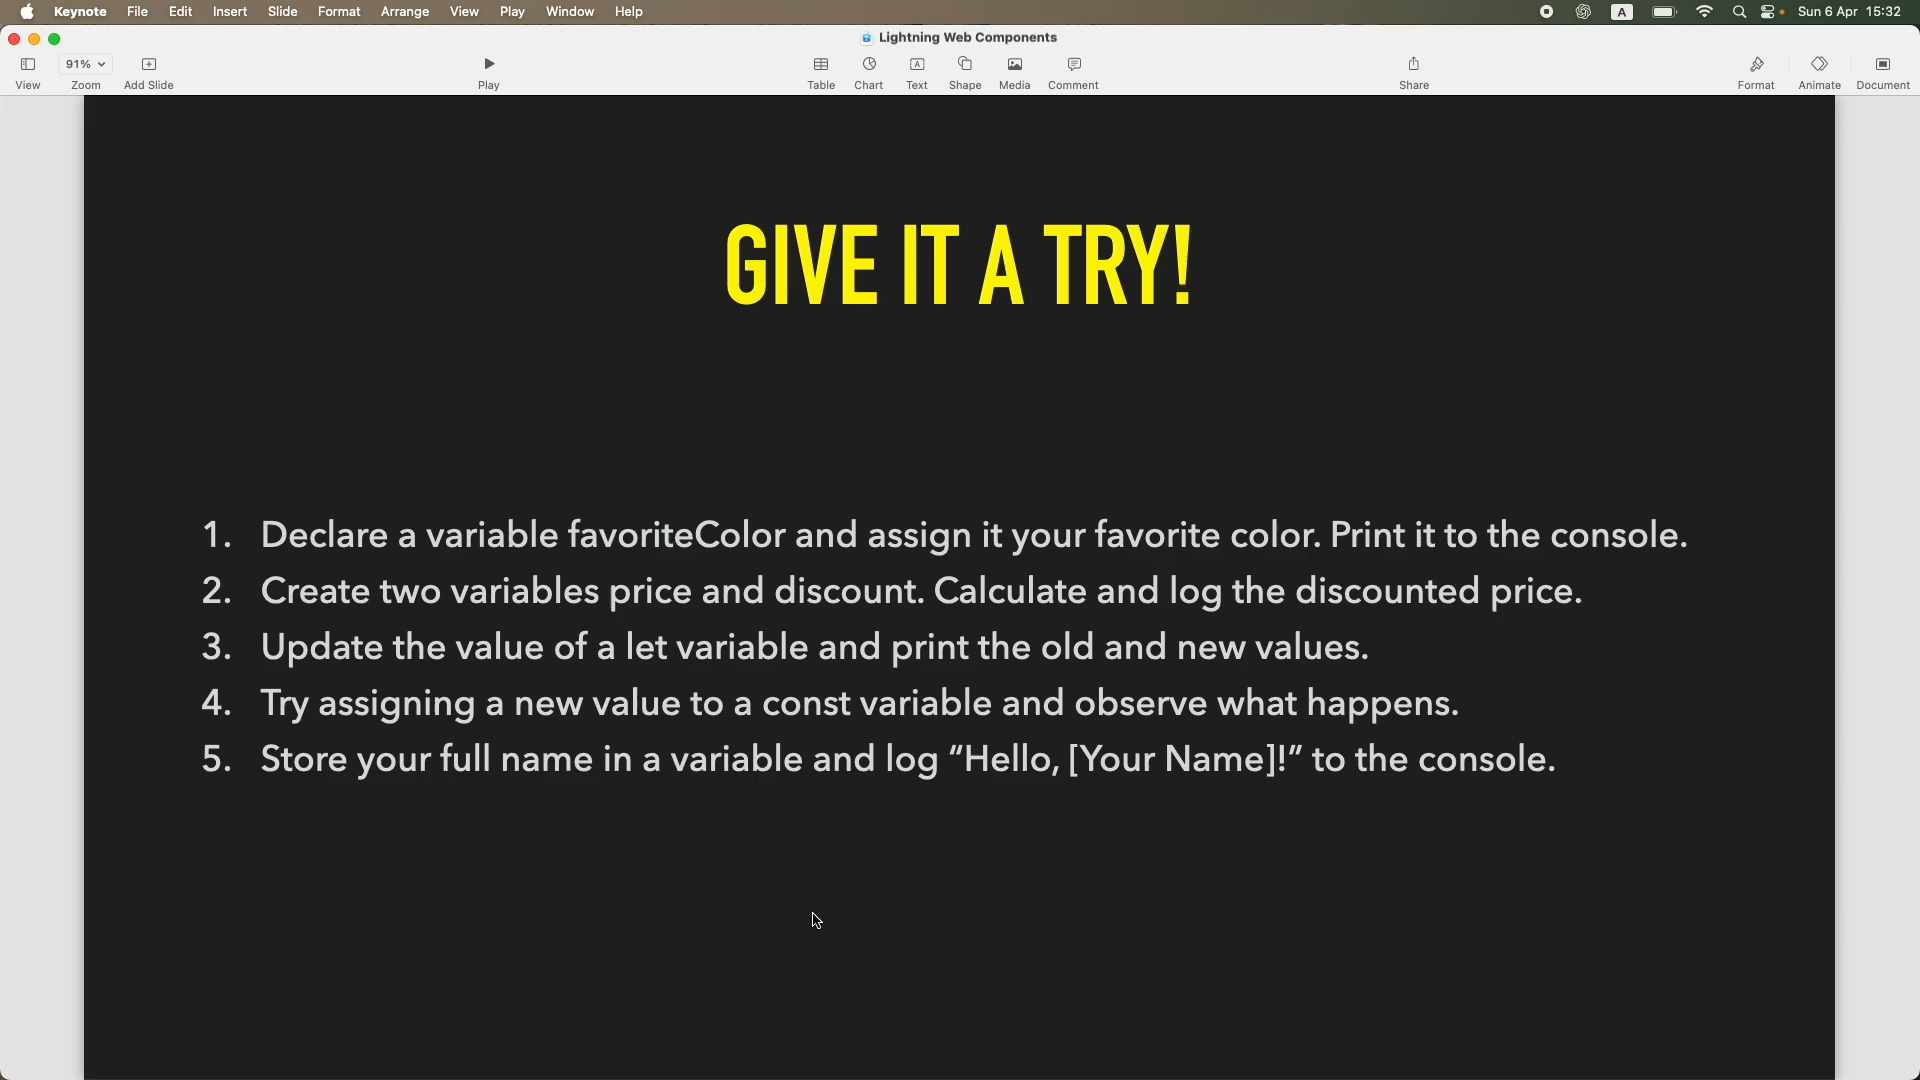 Keynote File Edit Insert Slide Format Arrange View Play Window Help A Sun 6 Apr 15:32
Lightning Web Components
91%
View Zoom Add Slide Play Table Chart Text Shape Media Comment Share Format Animate Document
GIVE IT A TRY!
1. Declare a variable favoriteColor and assign it your favorite color. Print it to the console.
2. Create two variables price and discount. Calculate and log the discounted price.
3. Update the value of a let variable and print the old and new values.
4. Try assigning a new value to a const variable and observe what happens.
5. Store your full name in a variable and log “Hello, [Your Name]!” to the console.